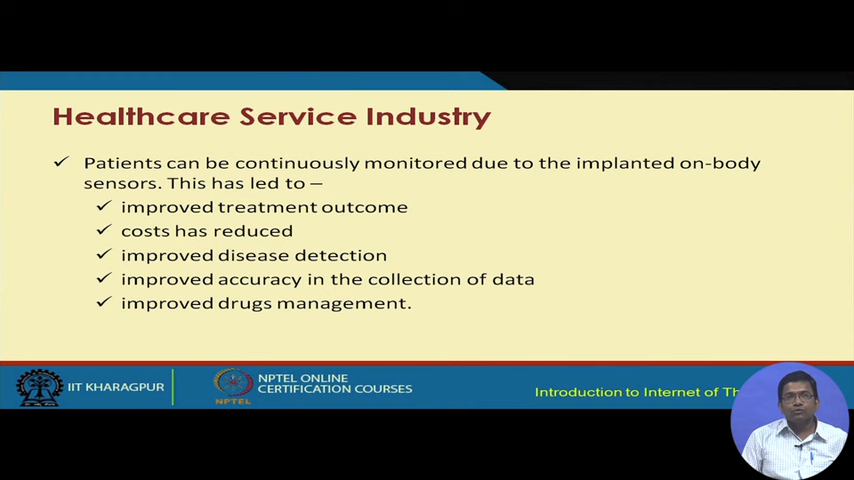 Healthcare Service Industry
✓ Patients can be continuously monitored due to the implanted on-body
sensors. This has led to –
✓ improved treatment outcome
✓ costs has reduced
✓ improved disease detection
✓ improved accuracy in the collection of data
✓ improved drugs management.
IIT KHARAGPUR
NPTEL ONLINE
CERTIFICATION COURSES
NPTEL
Introduction to Internet of